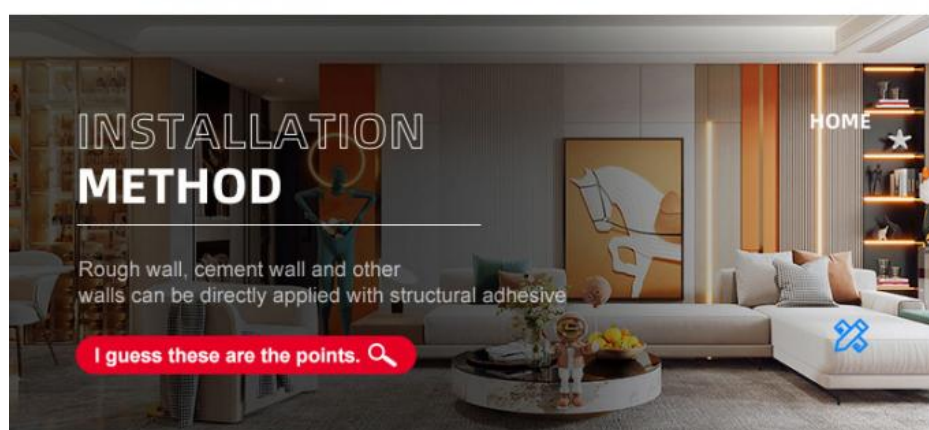 INSTALLATION
METHOD
HOME
Rough wall, cement wall and other
walls can be directly applied with structural adhesive
I guess these are the points.